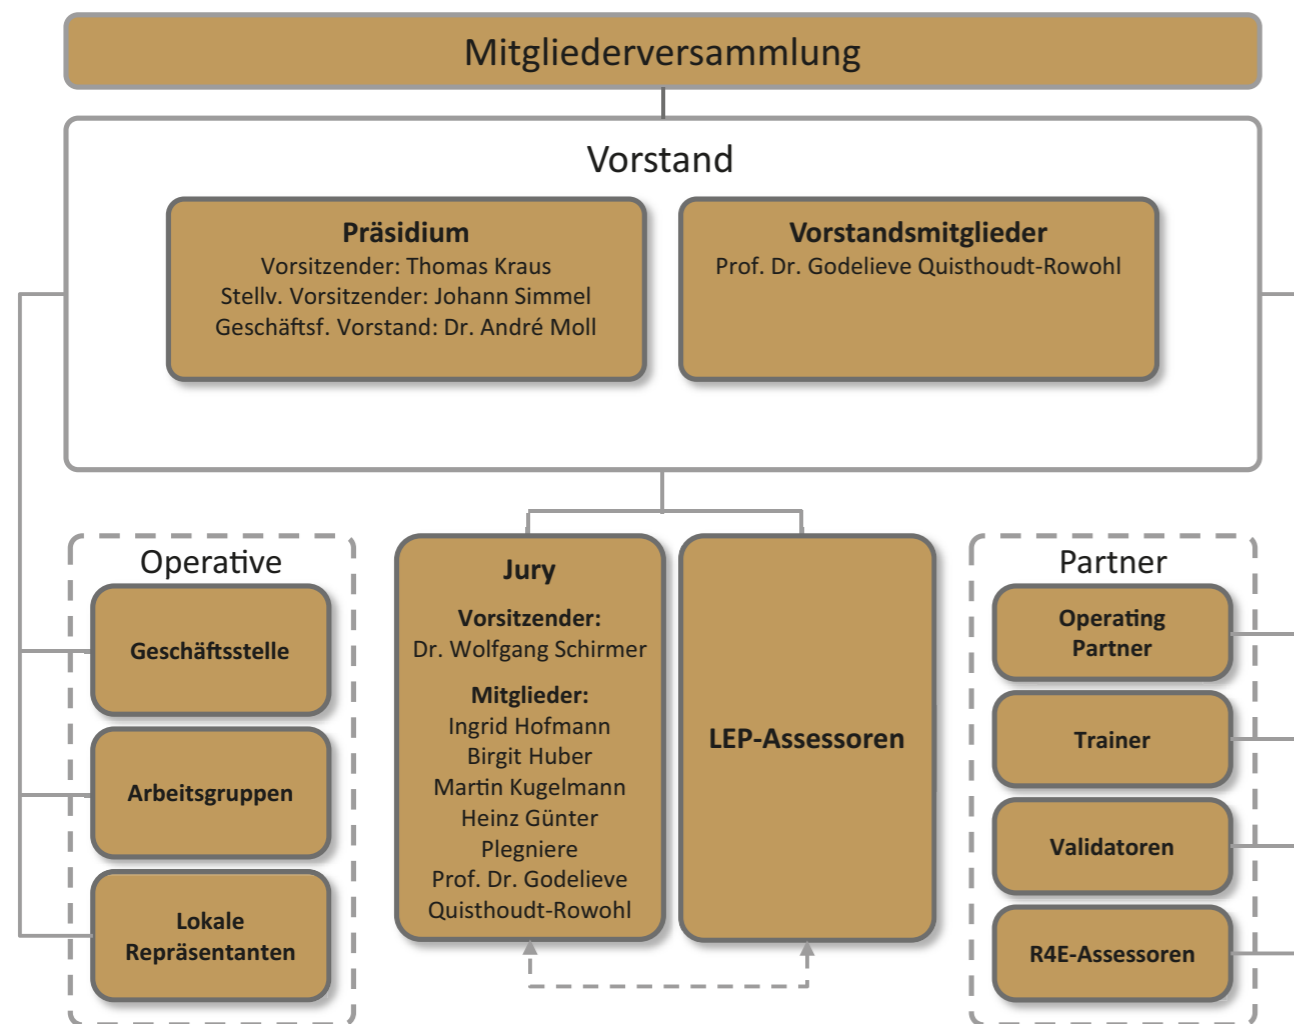 Mitgliederversammlung
Vorstand
Präsidium
Vorsitzender: Thomas Kraus
Stellv. Vorsitzender: Johann Simmel
Geschäftsf. Vorstand: Dr. André Moll
Vorstandsmitglieder
Prof. Dr. Godelieve Quisthoudt-Rowohl
Operative
Geschäftsstelle
Arbeitsgruppen
Lokale
Repräsentanten
Jury
Vorsitzender:
Dr. Wolfgang Schirmer
Mitglieder:
Ingrid Hofmann
Birgit Huber
Martin Kugelmann
Heinz Günter
Plegniere
Prof. Dr. Godelieve
Quisthoudt-Rowohl
LEP-Assessoren
Partner
Operating
Partner
Trainer
Validatoren
R4E-Assessoren